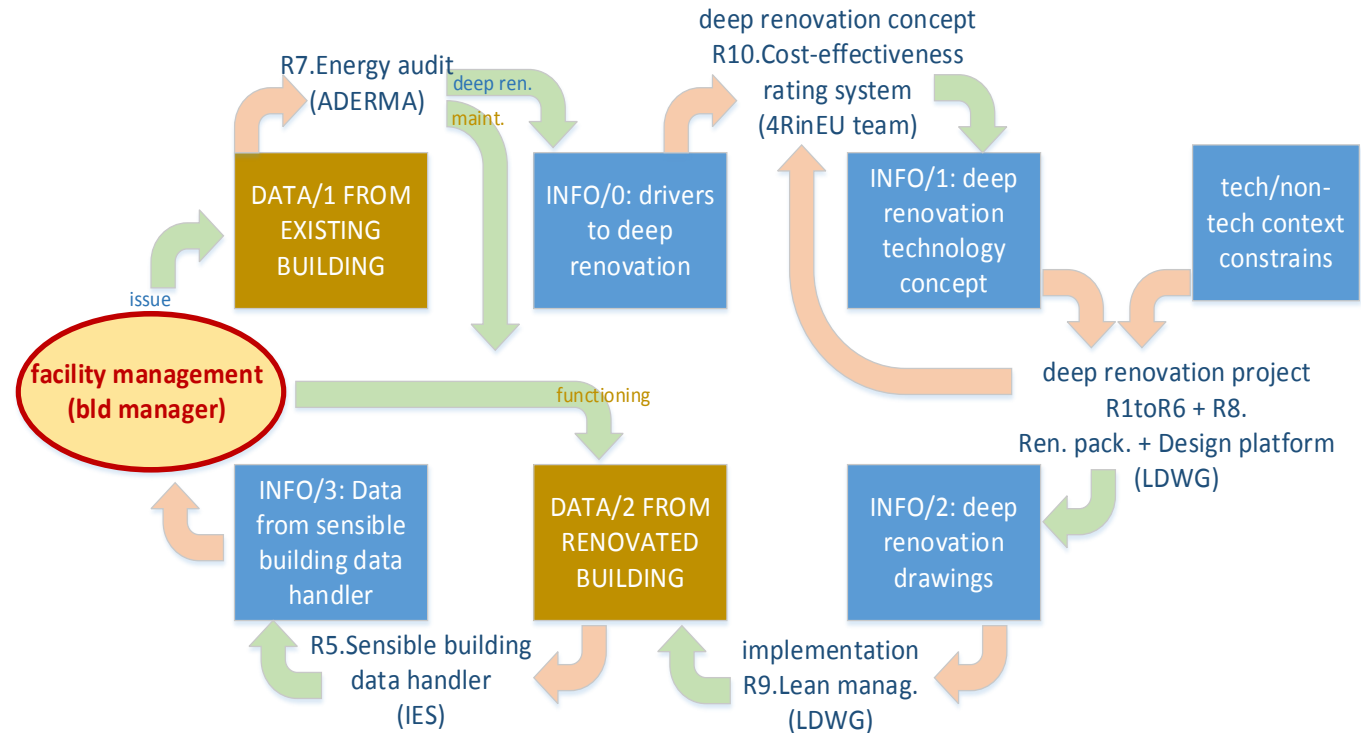 R7.Energy audit
(ADERMA)
deep ren.
maint.
deep renovation concept
R10.Cost-effectiveness
rating system
(4RinEU team)
DATA/1 FROM
EXISTING
BUILDING
INFO/0: drivers
to deep
renovation
INFO/1: deep
renovation
technology
concept
tech/non-
tech context
constrains
issue
facility management
(bld manager)
functioning
deep renovation project
R1toR6 + R8.
Ren. pack. + Design platform
(LDWG)
INFO/3: Data
from sensible
building data
handler
DATA/2 FROM
RENOVATED
BUILDING
INFO/2: deep
renovation
drawings
R5.Sensible building
data handler
(IES)
implementation
R9.Lean manag.
(LDWG)